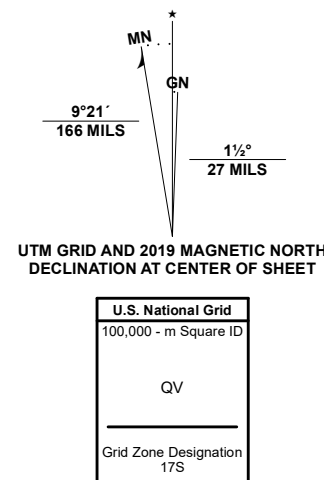 ★
MN
GN
9°21´
166 MILS
1½°
27 MILS
UTM GRID AND 2019 MAGNETIC NORTH
DECLINATION AT CENTER OF SHEET
U.S. National Grid
100,000 - m Square ID
QV
Grid Zone Designation
17S